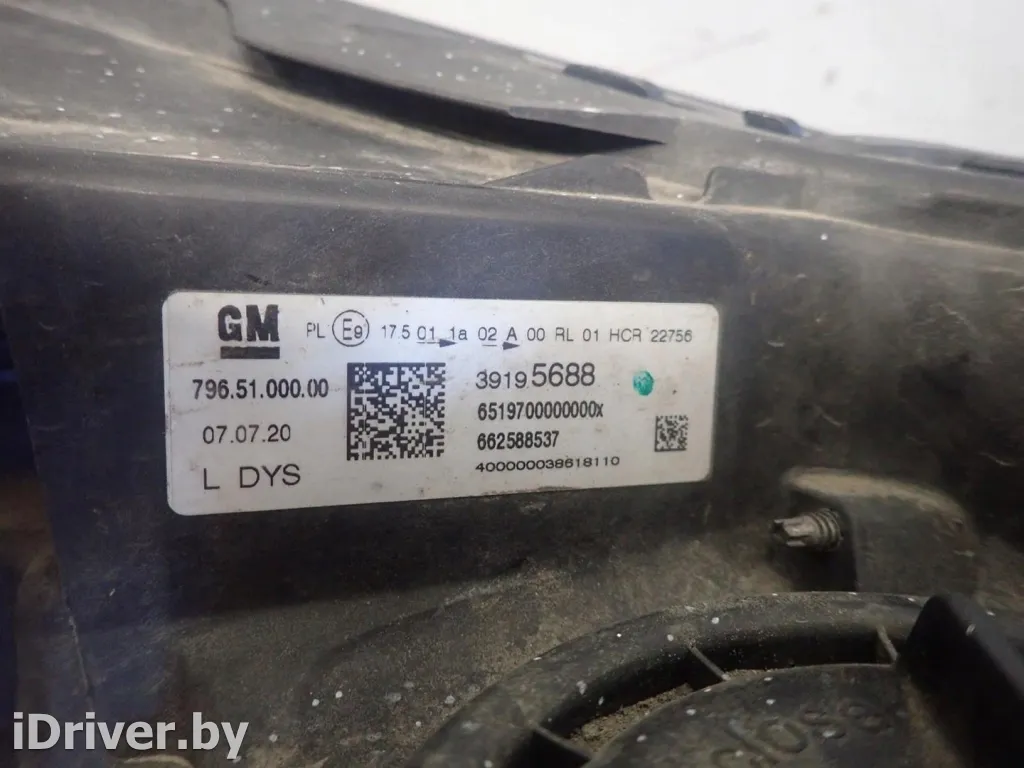 GM PL E9 17.5 01 1a 02 A 00 RL 01 HCR 22756
796.51.000.00
39195688
6519700000000x
07.07.20
662588537
400000038618110
L DYS
close
iDriver.by